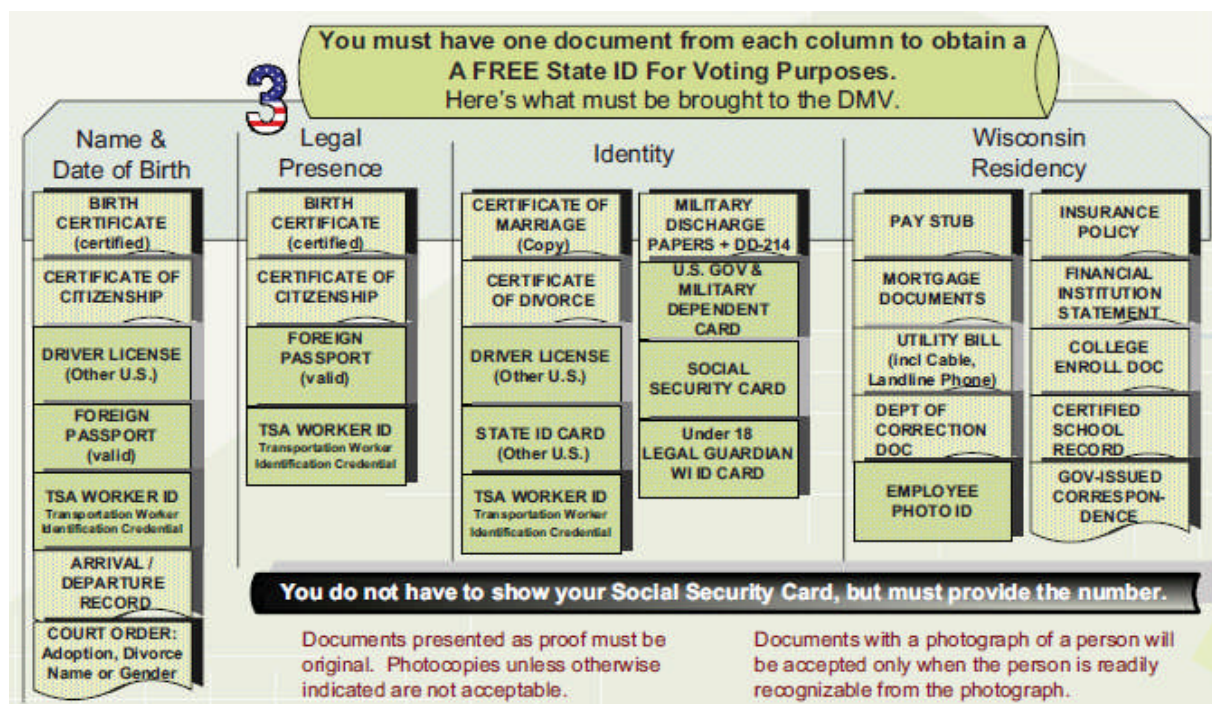 You must have one document from each column to obtain a
A FREE State ID For Voting Purposes.
Here's what must be brought to the DMV.
3
Name &
Date of Birth
BIRTH
CERTIFICATE
(certified)
CERTIFICATE OF
CITIZENSHIP
DRIVER LICENSE
(Other U.S.)
FOREIGN
PASSPORT
(valid)
TSA WORKER ID
Transportation Worker
Identification Credential
ARRIVAL /
DEPARTURE
RECORD
COURT ORDER:
Adoption, Divorce
Name or Gender
Legal
Presence
BIRTH
CERTIFICATE
(certified)
CERTIFICATE OF
CITIZENSHIP
FOREIGN
PASSPORT
(valid)
TSA WORKER ID
Transportation Worker
Identification Credential
Identity
CERTIFICATE OF
MARRIAGE
(Copy)
CERTIFICATE
OF DIVORCE
DRIVER LICENSE
(Other U.S.)
STATE ID CARD
(Other U.S.)
TSA WORKER ID
Transportation Worker
Identification Credential
MILITARY
DISCHARGE
PAPERS + DD-214
U.S. GOV &
MILITARY
DEPENDENT
CARD
SOCIAL
SECURITY CARD
Under 18
LEGAL GUARDIAN
WI ID CARD
Wisconsin
Residency
PAY STUB
MORTGAGE
DOCUMENTS
UTILITY BILL
(incl Cable,
Landline Phone)
DEPT OF
CORRECTION
DOC
EMPLOYEE
PHOTO ID
INSURANCE
POLICY
FINANCIAL
INSTITUTION
STATEMENT
COLLEGE
ENROLL DOC
CERTIFIED
SCHOOL
RECORD
GOV-ISSUED
CORRESPON-
DENCE
You do not have to show your Social Security Card, but must provide the number.
Documents presented as proof must be
original. Photocopies unless otherwise
indicated are not acceptable.
Documents with a photograph of a person will
be accepted only when the person is readily
recognizable from the photograph.